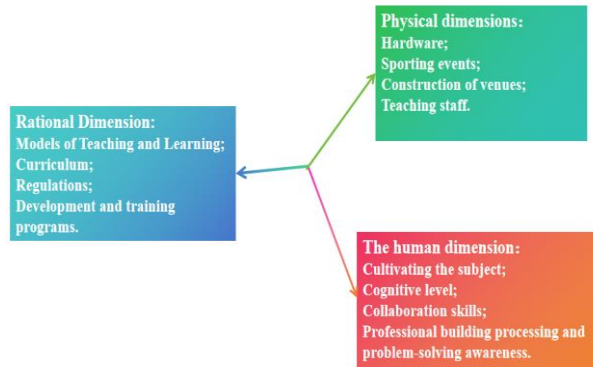 Physical dimensions:
Hardware;
Sporting events;
Construction of venues;
Teaching staff.
Rational Dimension:
Models of Teaching and Learning;
Curriculum;
Regulations;
Development and training
programs.
The human dimension:
Cultivating the subject;
Cognitive level;
Collaboration skills;
Professional building processing and
problem-solving awareness.